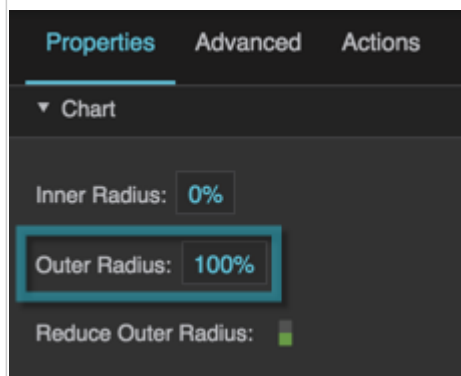 Properties Advanced Actions
▼ Chart
Inner Radius: 0%
Outer Radius: 100%
Reduce Outer Radius: